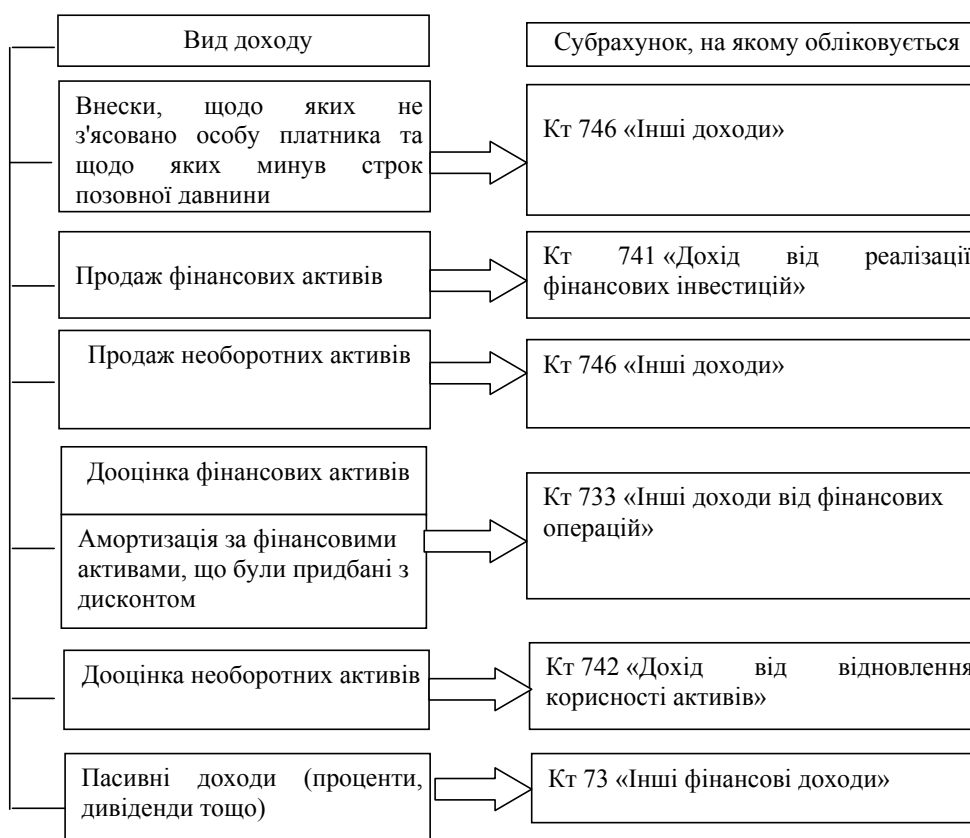 Вид доходу
Субрахунок, на якому обліковується
Внески, щодо яких не
з'ясовано особу платника та
щодо яких минув строк
позовної давнини
Кт 746 «Інші доходи»
Продаж фінансових активів
Кт 741 «Дохід від реалізації
фінансових інвестицій»
Продаж необоротних активів
Кт 746 «Інші доходи»
Дооцінка фінансових активів
Амортизація за фінансовими
активами, що були придбані з
дисконтом
Кт 733 «Інші доходи від фінансових
операцій»
Дооцінка необоротних активів
Кт 742 «Дохід від відновлення
корисності активів»
Пасивні доходи (проценти,
дивіденди тощо)
Кт 73 «Інші фінансові доходи»